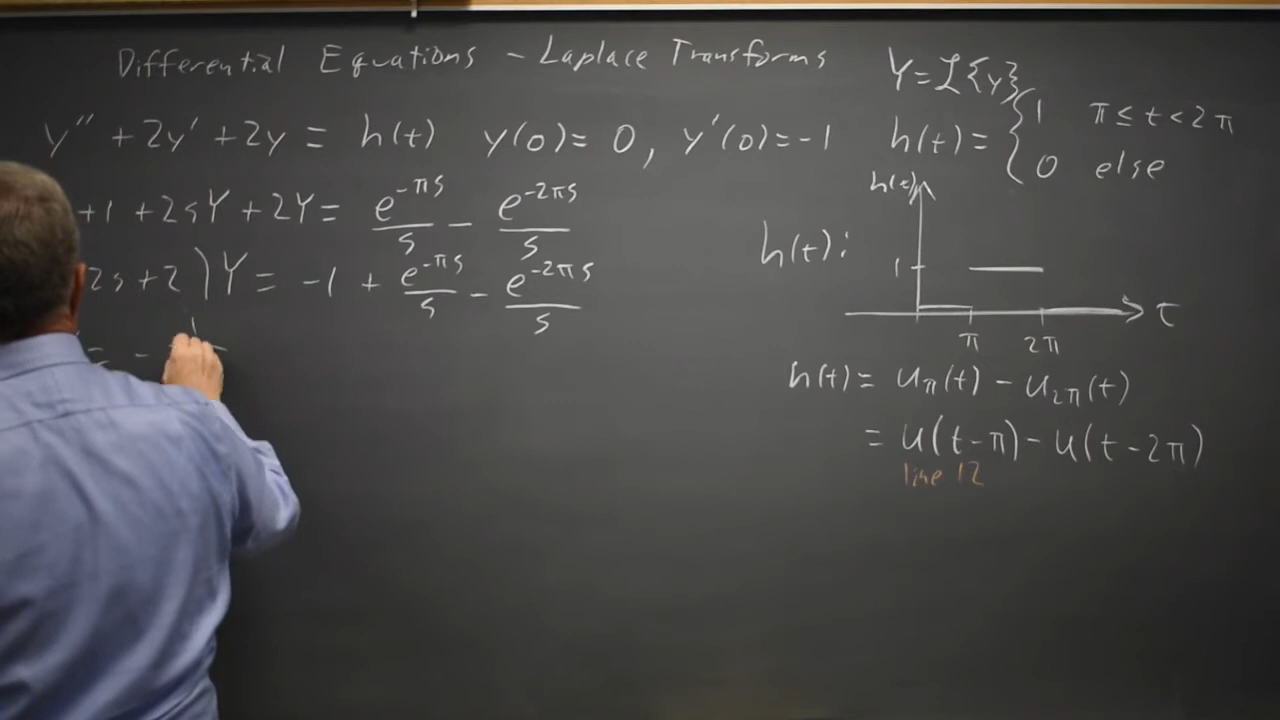 Differential Equations - Laplace Transforms
Y = ℒ{y}
y'' + 2y' + 2y = h(t) y(0) = 0, y'(0) = -1
h(t) = { 1 π ≤ t < 2π
0 else
+1 + 2sY + 2Y = e^{-πs}/s - e^{-2πs}/s
2s + 2)Y = -1 + e^{-πs}/s - e^{-2πs}/s
= -
h(t):
h(t)
1
π 2π t
h(t) = u_π(t) - u_{2π}(t)
= u(t-π) - u(t-2π)
line 12